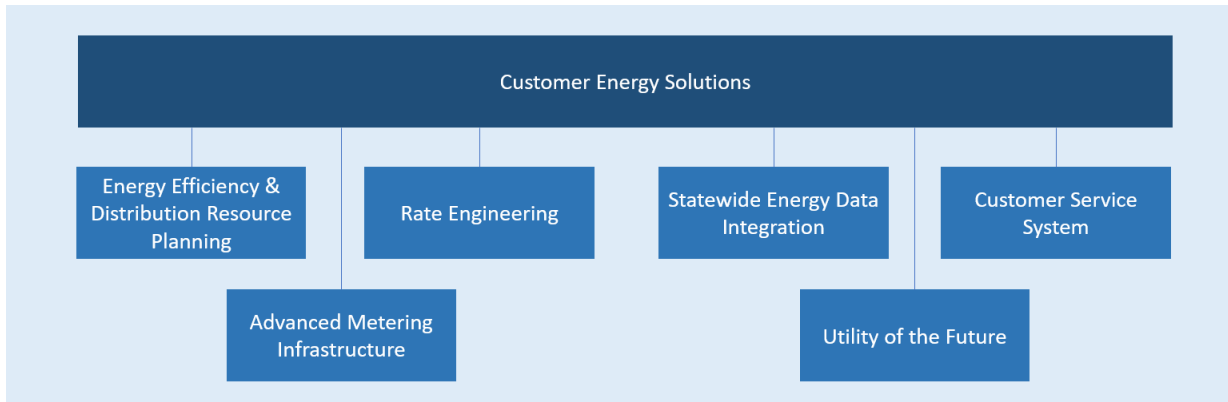 Customer Energy Solutions
Energy Efficiency &
Distribution Resource
Planning
Rate Engineering
Statewide Energy Data
Integration
Customer Service
System
Advanced Metering
Infrastructure
Utility of the Future